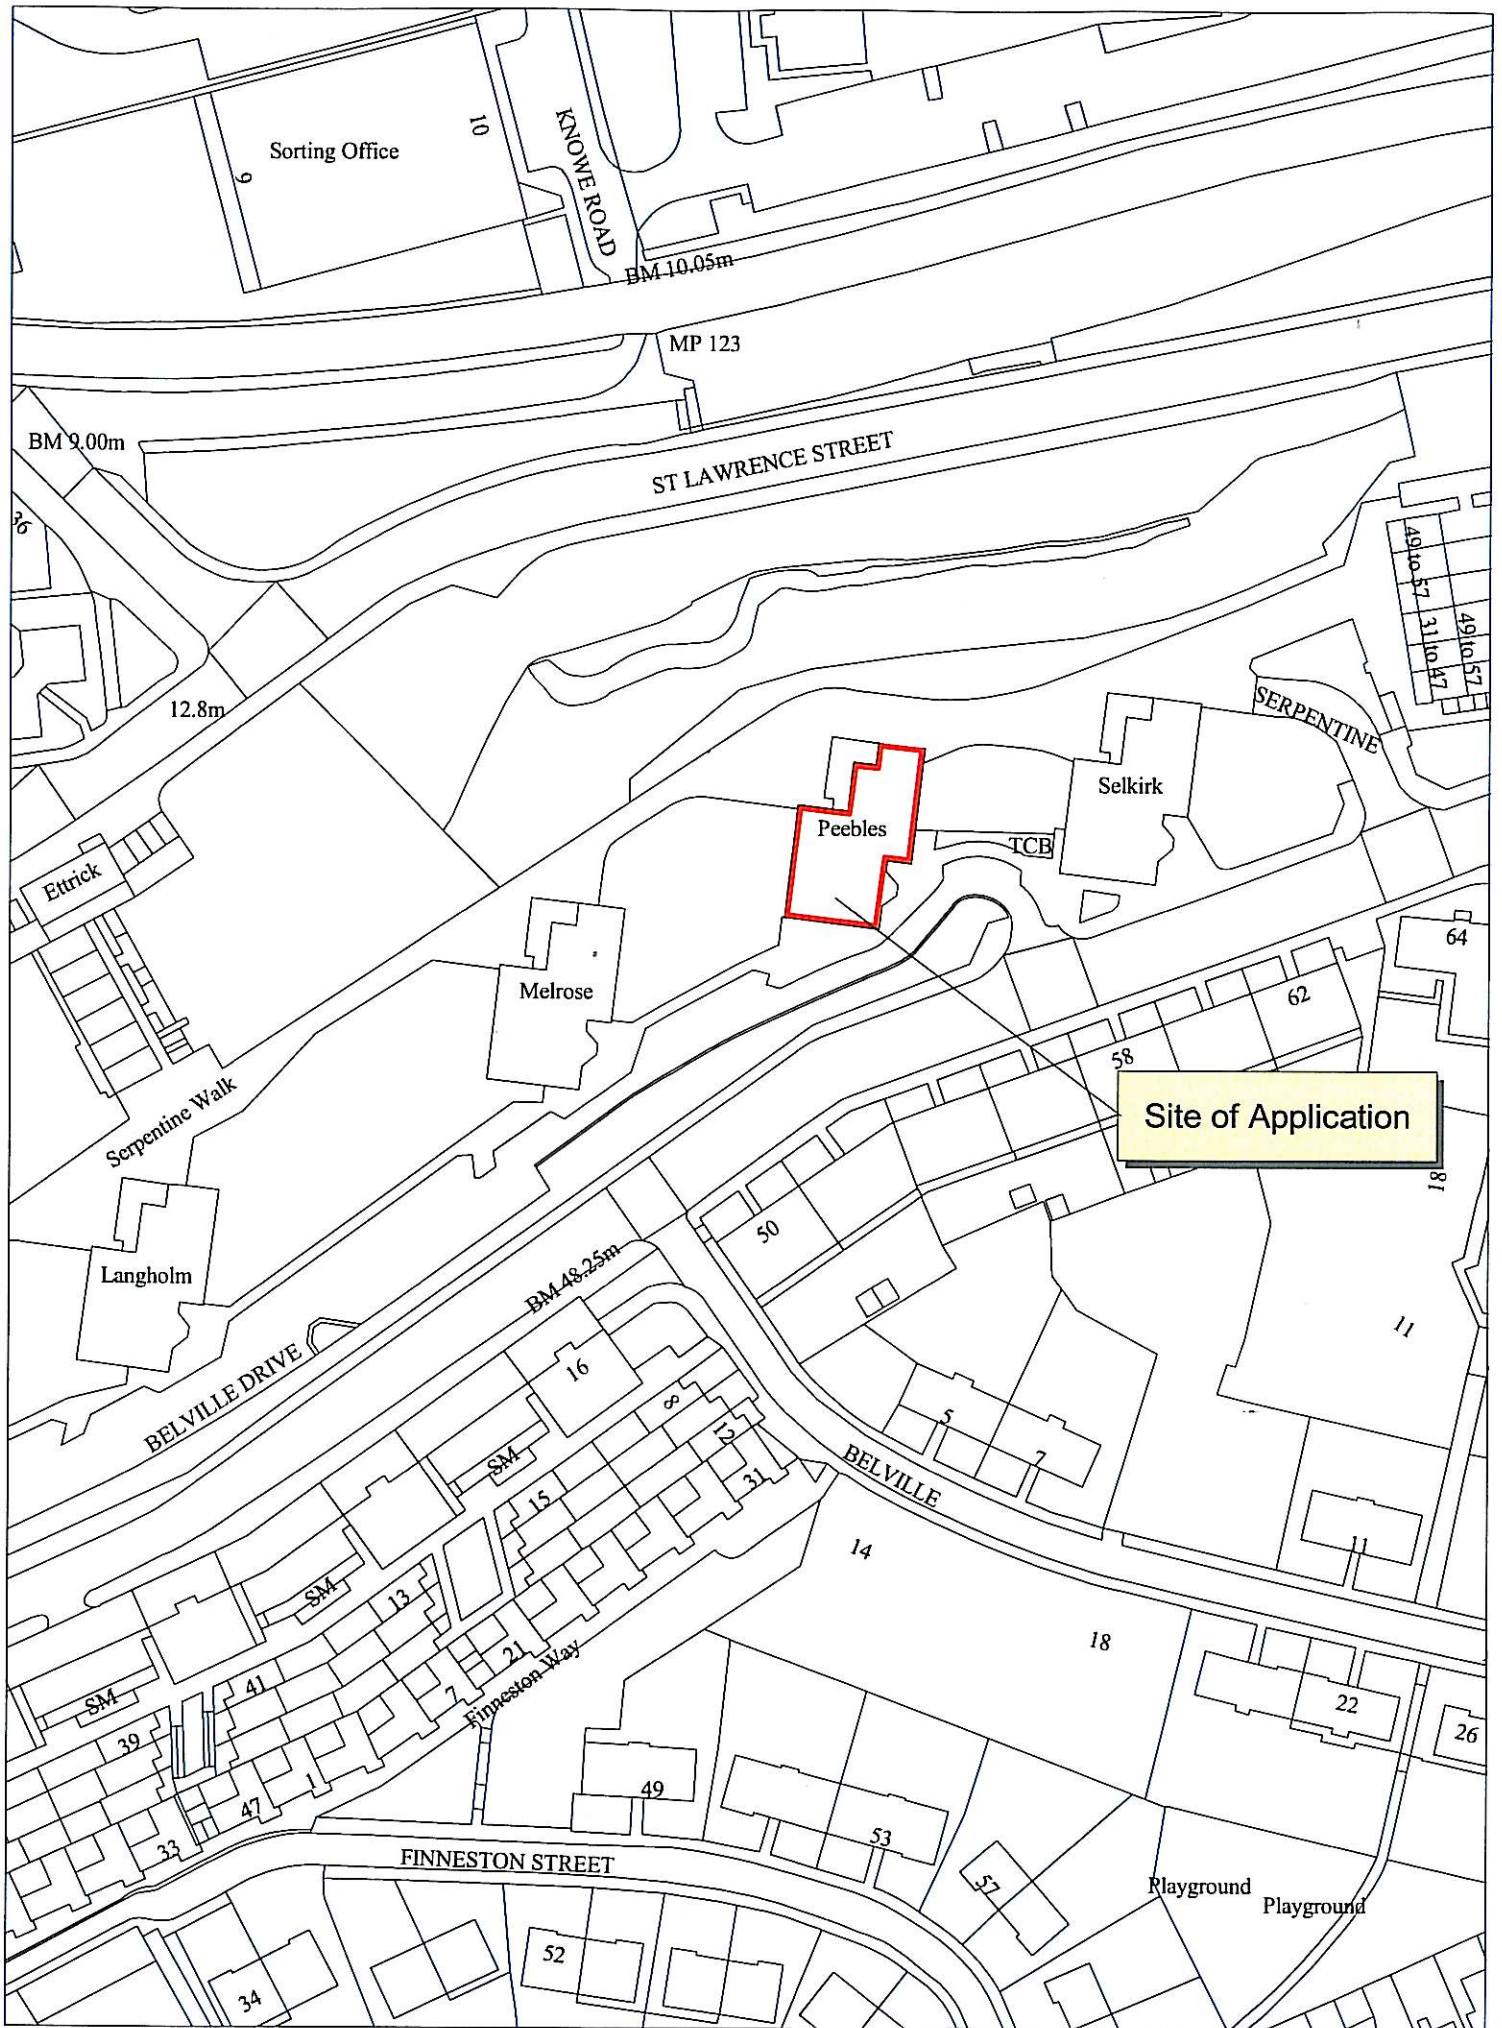 Sorting Office
9
10
KNOWE ROAD
BM 10.05m
MP 123
BM 9.00m
ST LAWRENCE STREET
36
49 to 57
31 to 47
49 to 57
12.8m
SERPENTINE
Selkirk
Peebles
TCB
Ettrick
Melrose
64
62
58
Site of Application
Serpentine Walk
18
50
BM 48.25m
Langholm
11
BELVILLE DRIVE
16
8
5
12
7
SM
31
BELVILLE
15
11
14
SM
13
18
21
Finneston Way
41
7
SM
22
26
39
1
49
47
53
33
FINNESTON STREET
57
Playground
Playground
52
34